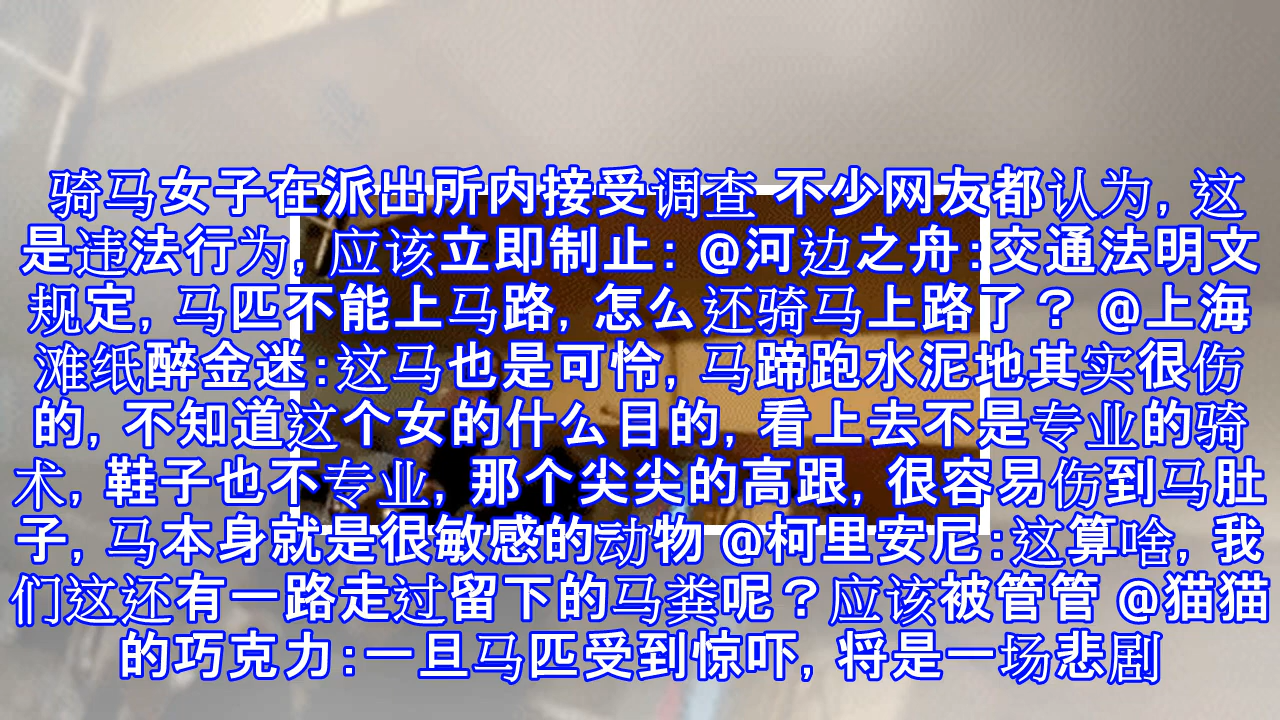 骑马女子在派出所内接受调查 不少网友都认为, 这
是违法行为, 应该立即制止: @河边之舟:交通法明文
规定, 马匹不能上马路, 怎么还骑马上路了? @上海
滩纸醉金迷:这马也是可怜, 马蹄跑水泥地其实很伤
的, 不知道这个女的什么目的, 看上去不是专业的骑
术, 鞋子也不专业, 那个尖尖的高跟, 很容易伤到马肚
子, 马本身就是很敏感的动物 @柯里安尼:这算啥, 我
们这还有一路走过留下的马粪呢? 应该被管管 @猫猫
的巧克力:一旦马匹受到惊吓, 将是一场悲剧